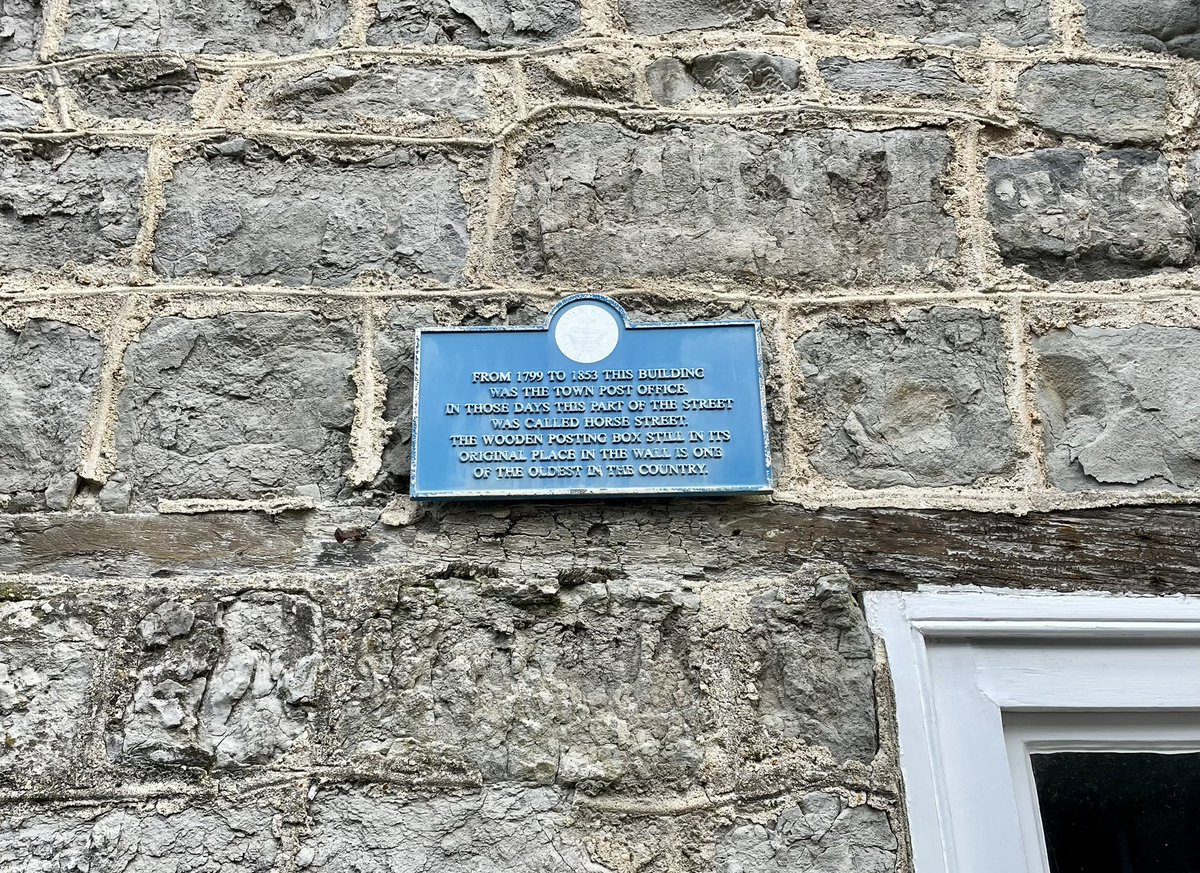 FROM 1799 TO 1853 THIS BUILDING
WAS THE TOWN POST OFFICE.
IN THOSE DAYS THIS PART OF THE STREET
WAS CALLED HORSE STREET.
THE WOODEN POSTING BOX STILL IN ITS
ORIGINAL PLACE IN THE WALL IS ONE
OF THE OLDEST IN THE COUNTRY.